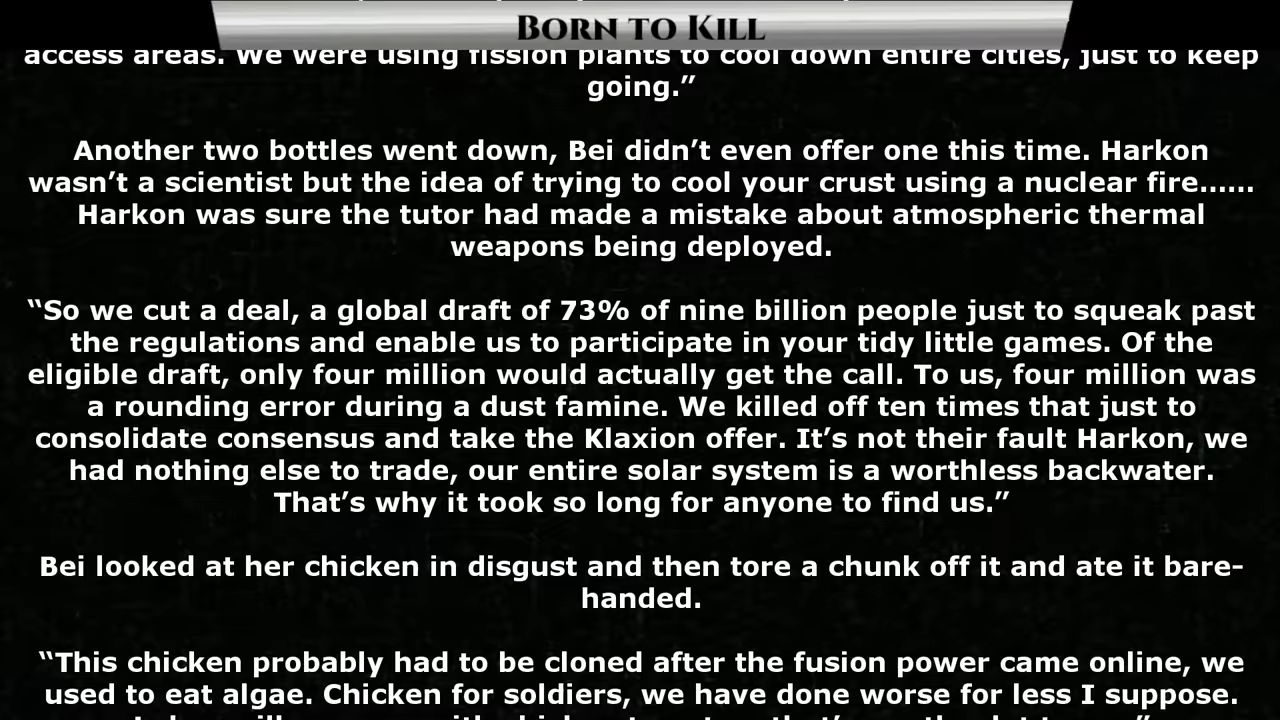 Born to Kill
access areas. We were using fission plants to cool down entire cities, just to keep
going.”
Another two bottles went down, Bei didn’t even offer one this time. Harkon
wasn’t a scientist but the idea of trying to cool your crust using a nuclear fire......
Harkon was sure the tutor had made a mistake about atmospheric thermal
weapons being deployed.
“So we cut a deal, a global draft of 73% of nine billion people just to squeak past
the regulations and enable us to participate in your tidy little games. Of the
eligible draft, only four million would actually get the call. To us, four million was
a rounding error during a dust famine. We killed off ten times that just to
consolidate consensus and take the Klaxion offer. It’s not their fault Harkon, we
had nothing else to trade, our entire solar system is a worthless backwater.
That’s why it took so long for anyone to find us.”
Bei looked at her chicken in disgust and then tore a chunk off it and ate it bare-
handed.
“This chicken probably had to be cloned after the fusion power came online, we
used to eat algae. Chicken for soldiers, we have done worse for less I suppose.